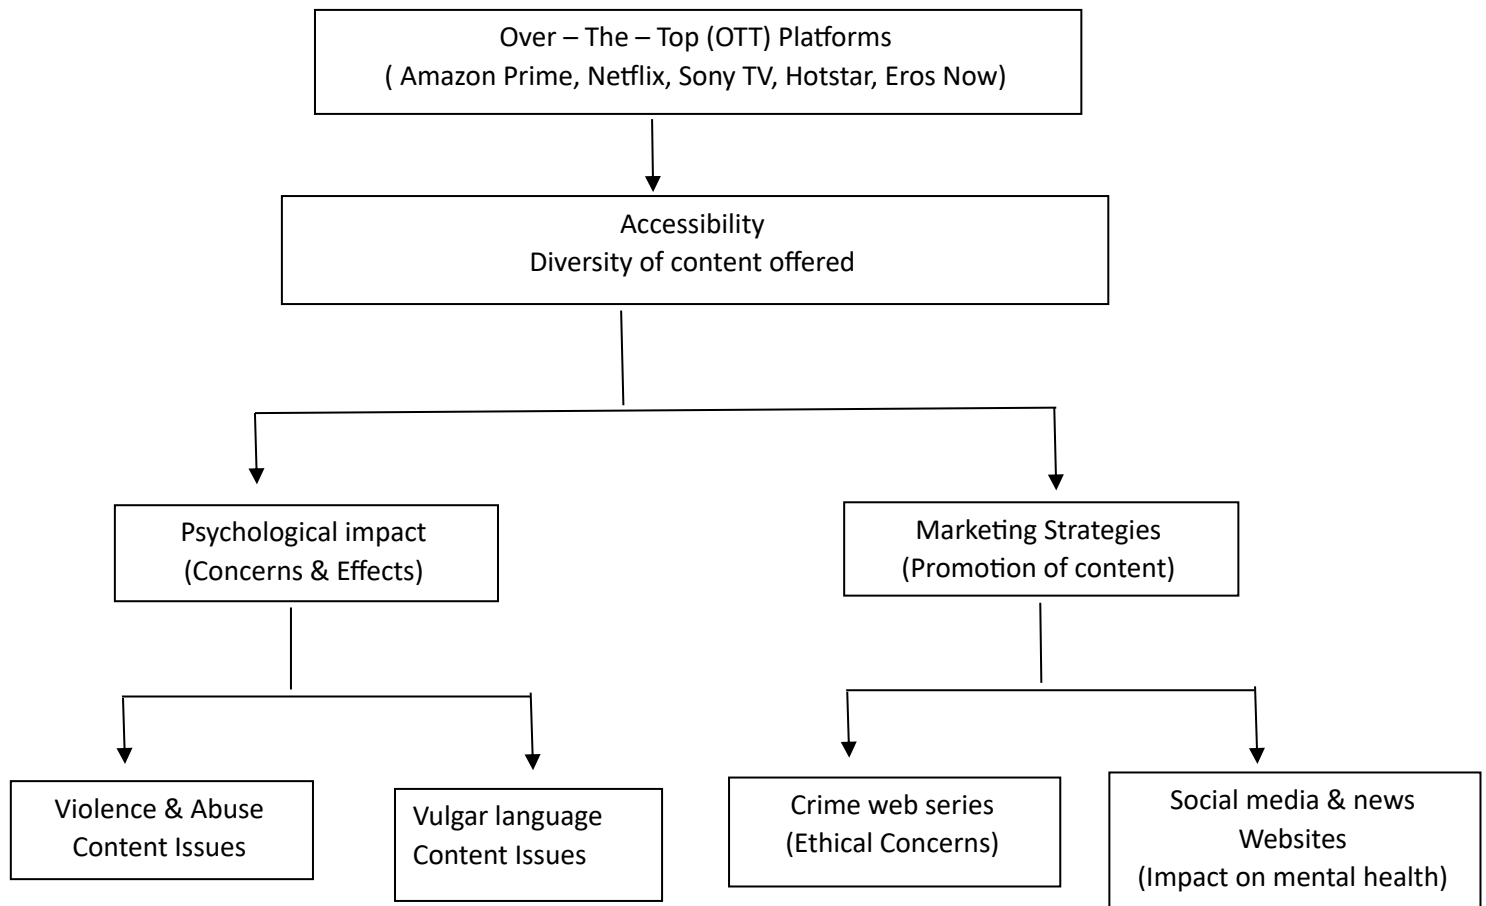 Over – The – Top (OTT) Platforms
( Amazon Prime, Netflix, Sony TV, Hotstar, Eros Now)
Accessibility
Diversity of content offered
Psychological impact
(Concerns & Effects)
Marketing Strategies
(Promotion of content)
Violence & Abuse
Content Issues
Vulgar language
Content Issues
Crime web series
(Ethical Concerns)
Social media & news
Websites
(Impact on mental health)